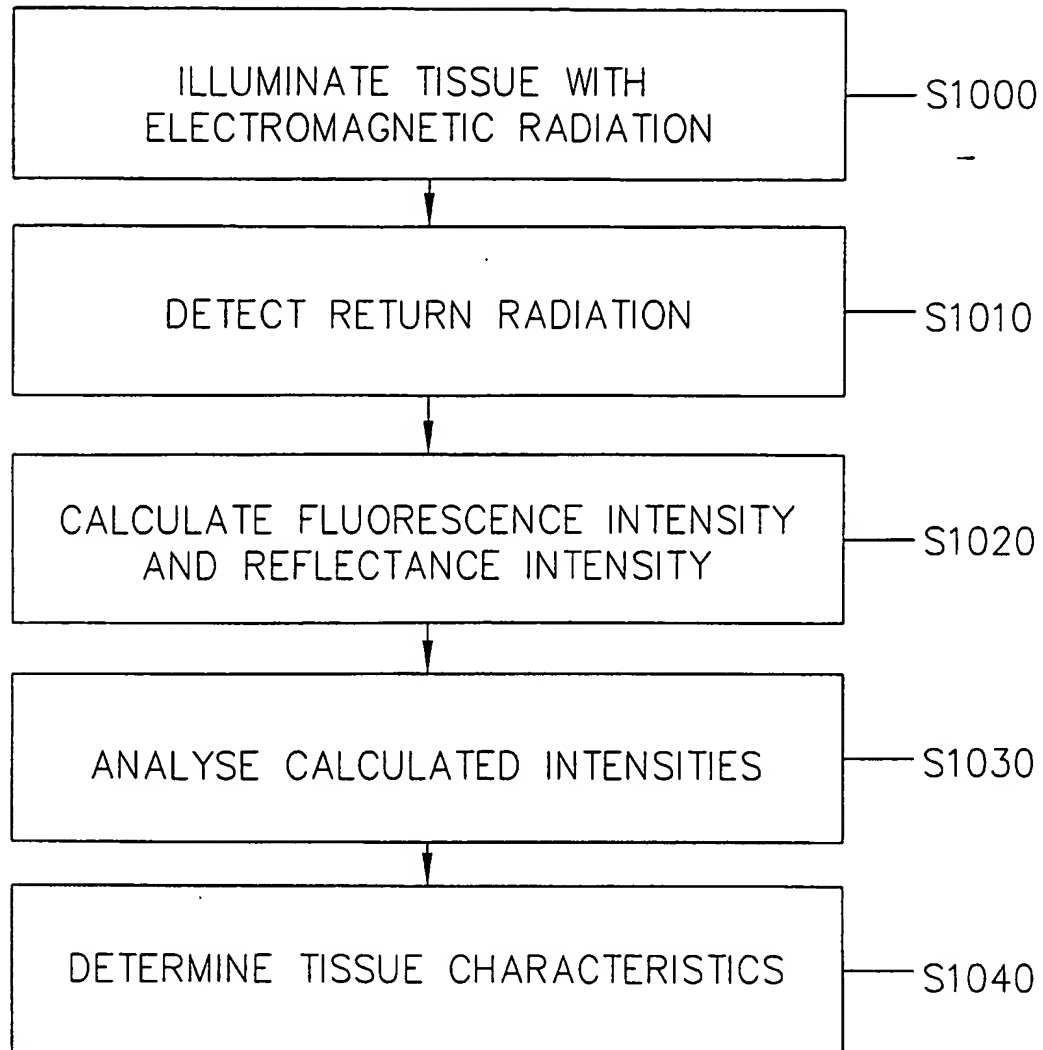 ILLUMINATE TISSUE WITH
ELECTROMAGNETIC RADIATION
S1000
DETECT RETURN RADIATION
S1010
CALCULATE FLUORESCENCE INTENSITY
AND REFLECTANCE INTENSITY
S1020
ANALYSE CALCULATED INTENSITIES
S1030
DETERMINE TISSUE CHARACTERISTICS
S1040